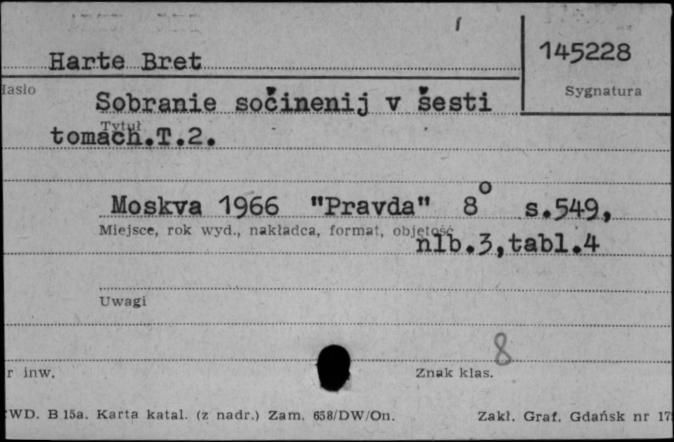 Harte Bret
145228
Hasło
Sygnatura
Sobranie sočinenij v šesti
Tytuł
tomach.T.2.
Moskva 1966 "Pravda" 8° s.549,
Miejsce, rok wyd., nakładca, format, objętość
nlb.3,tabl.4
Uwagi
8
r inw.
Znak klas.
WD. B 15a. Karta katal. (z nadr.) Zam. 658/DW/On.
Zakł. Graf. Gdańsk nr 17